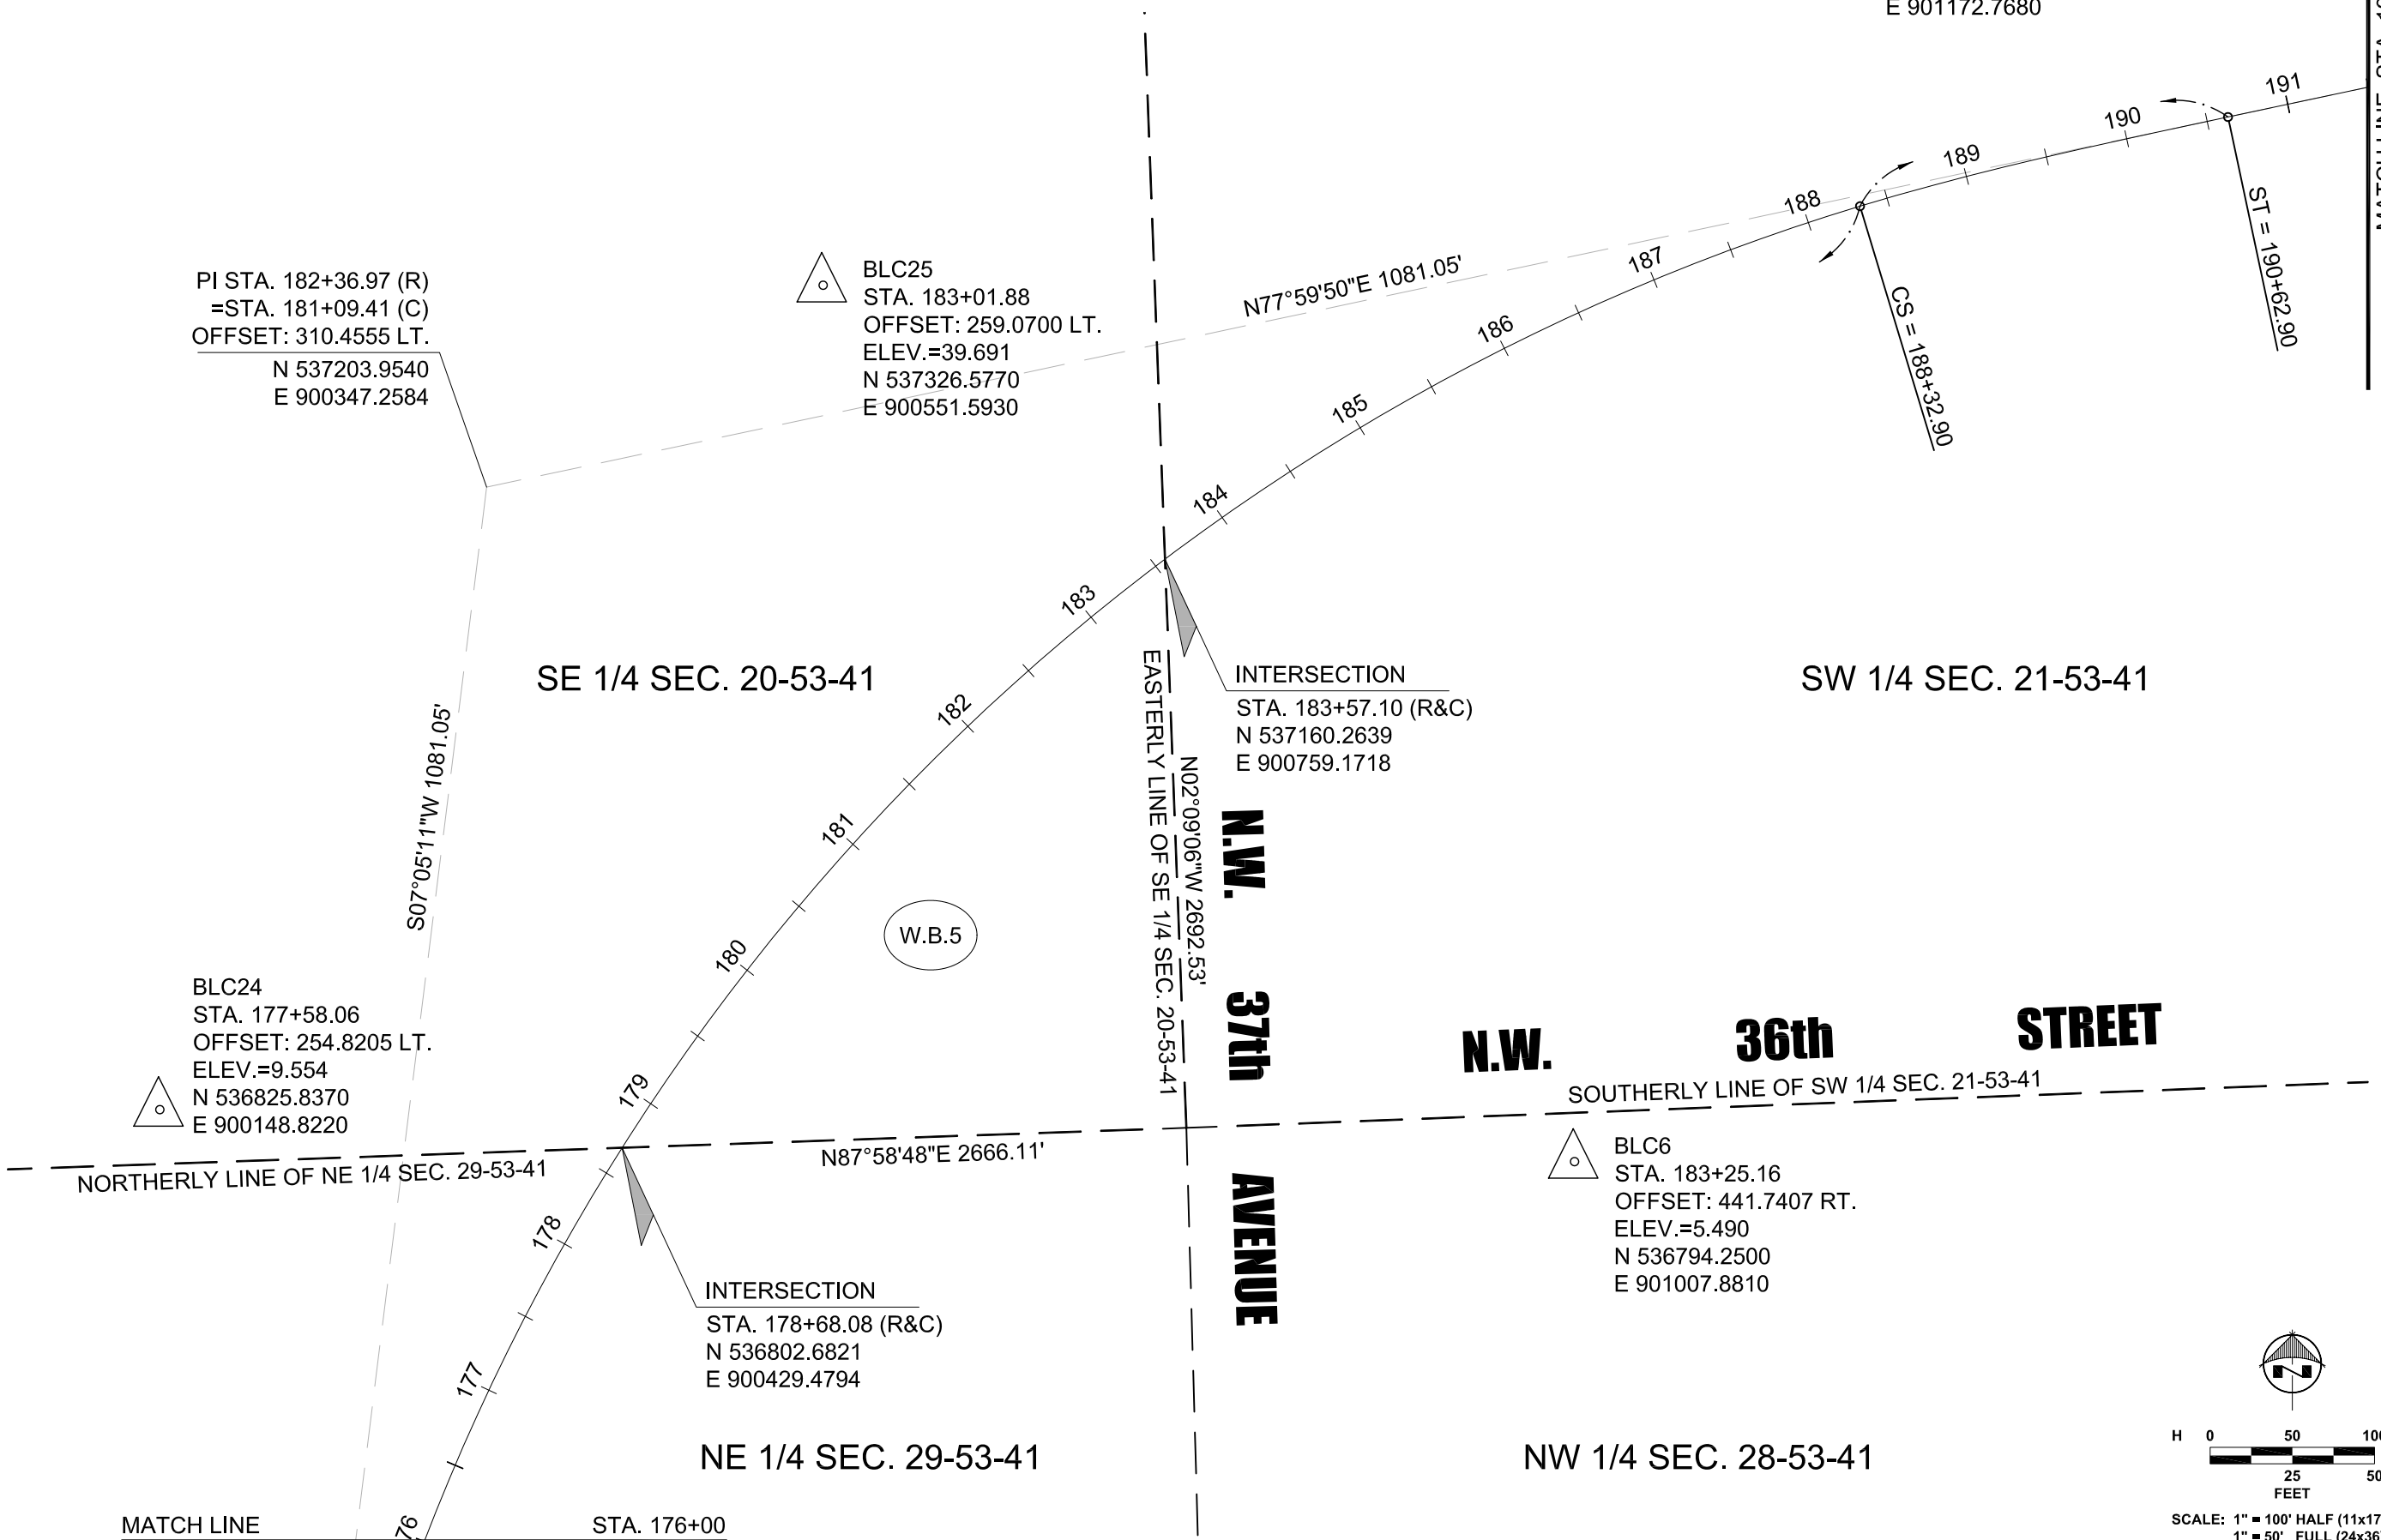 E 901172.7680
191
190
189
188
187
186
185
184
183
182
181
180
179
178
177
PI STA. 182+36.97 (R)
=STA. 181+09.41 (C)
OFFSET: 310.4555 LT.
N 537203.9540
E 900347.2584
BLC25
STA. 183+01.88
OFFSET: 259.0700 LT.
ELEV.=39.691
N 537326.5770
E 900551.5930
N77°59'50"E 1081.05'
CS = 188+32.90
ST = 190+62.90
SE 1/4 SEC. 20-53-41
INTERSECTION
STA. 183+57.10 (R&C)
N 537160.2639
E 900759.1718
SW 1/4 SEC. 21-53-41
S07°05'11"W 1081.05'
EASTERLY LINE OF SE 1/4 SEC. 20-53-41
N02°09'06"W 2692.53'
N.W. 37th AVENUE
W.B.5
BLC24
STA. 177+58.06
OFFSET: 254.8205 LT.
ELEV.=9.554
N 536825.8370
E 900148.8220
N.W. 36th STREET
SOUTHERLY LINE OF SW 1/4 SEC. 21-53-41
NORTHERLY LINE OF NE 1/4 SEC. 29-53-41
N87°58'48"E 2666.11'
BLC6
STA. 183+25.16
OFFSET: 441.7407 RT.
ELEV.=5.490
N 536794.2500
E 901007.8810
INTERSECTION
STA. 178+68.08 (R&C)
N 536802.6821
E 900429.4794
NE 1/4 SEC. 29-53-41
NW 1/4 SEC. 28-53-41
MATCH LINE STA. 176+00
N
H 0 50
25 50
FEET
SCALE: 1" = 100' HALF
1" = 50' FULL